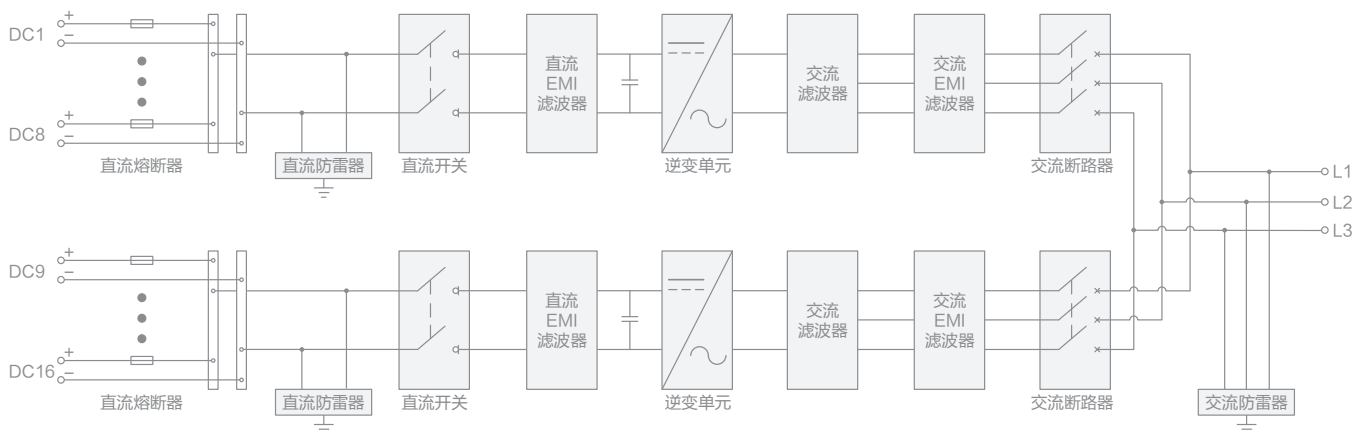 DC1
+
−
DC8
+
−
直流熔断器
直流防雷器
直流开关
直流
EMI
滤波器
逆变单元
交流
滤波器
交流
EMI
滤波器
交流断路器
L1
L2
L3
DC9
+
−
DC16
+
−
直流熔断器
直流防雷器
直流开关
直流
EMI
滤波器
逆变单元
交流
滤波器
交流
EMI
滤波器
交流断路器
交流防雷器